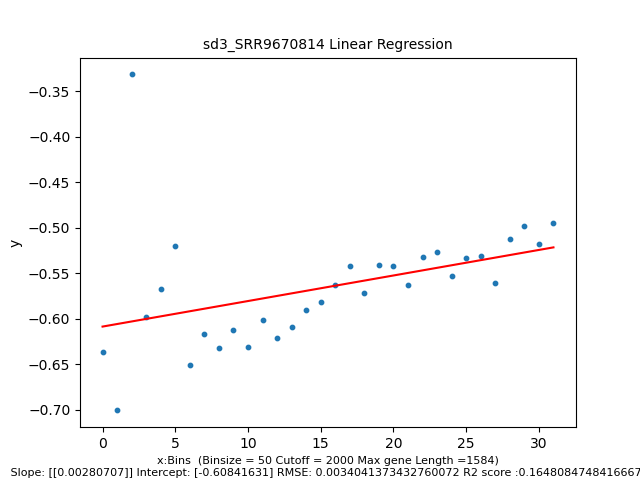 sd3_SRR9670814 Linear Regression
−0.35
−0.40
−0.45
−0.50
−0.55
−0.60
−0.65
−0.70
y
0 5 10 15 20 25 30
x:Bins (Binsize = 50 Cutoff = 2000 Max gene Length =1584)
Slope: [[0.00280707]] Intercept: [-0.60841631] RMSE: 0.0034041373432760072 R2 score :0.1648084748416667